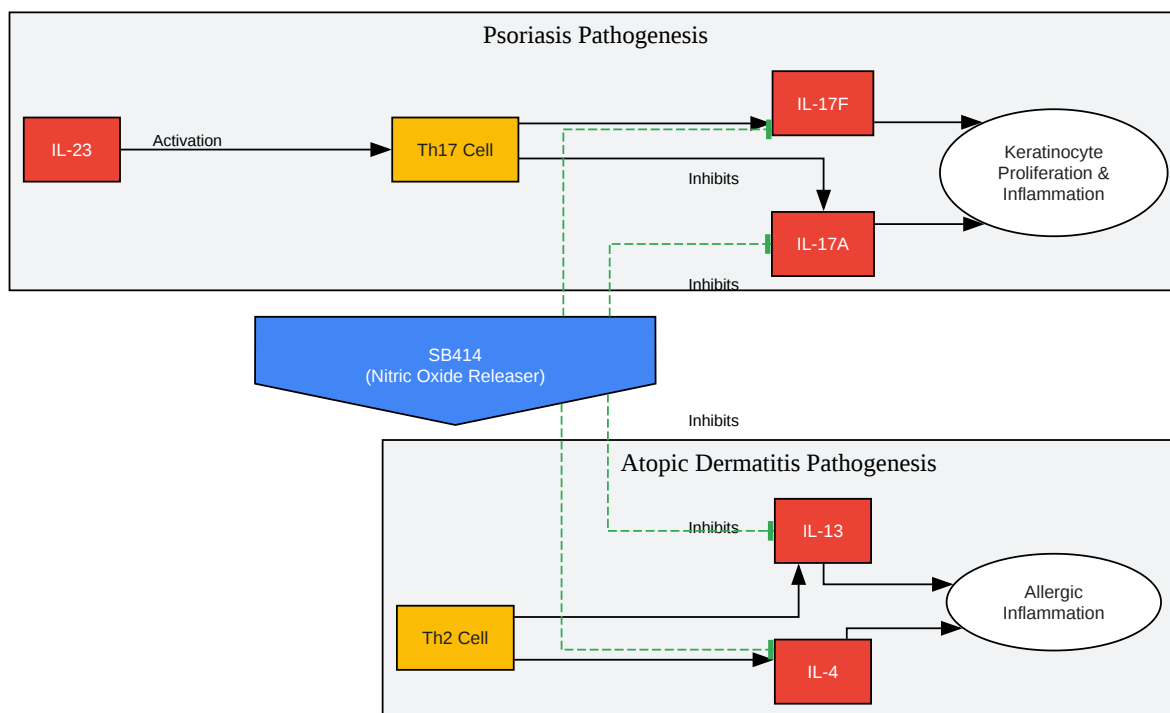 Psoriasis Pathogenesis
IL-17F
IL-23
Activation
Th17 Cell
Keratinocyte
Proliferation &
Inflammation
Inhibits
IL-17A
Inhibits
SB414
(Nitric Oxide Releaser)
Inhibits
Atopic Dermatitis Pathogenesis
Inhibits
IL-13
Allergic
Inflammation
Th2 Cell
IL-4